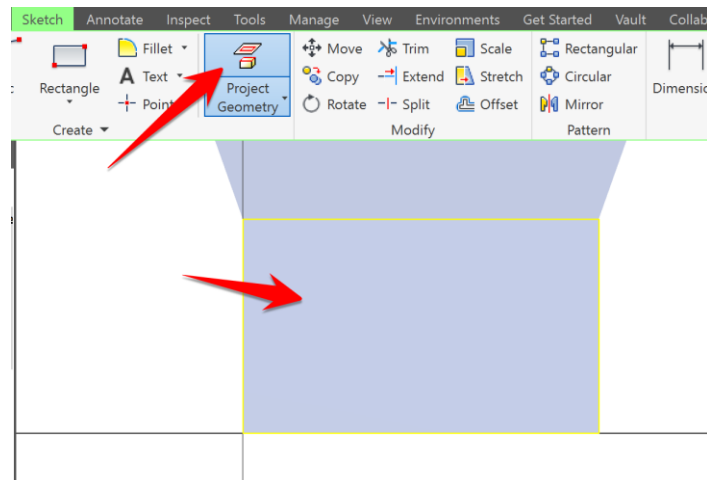 Sketch Annotate Inspect Tools Manage View Environments Get Started Vault Collab
Fillet Move Trim Scale Rectangular
Rectangle Text Project Geometry Copy Extend Stretch Circular Dimensio
Point Rotate Split Offset Mirror
Create Modify Pattern